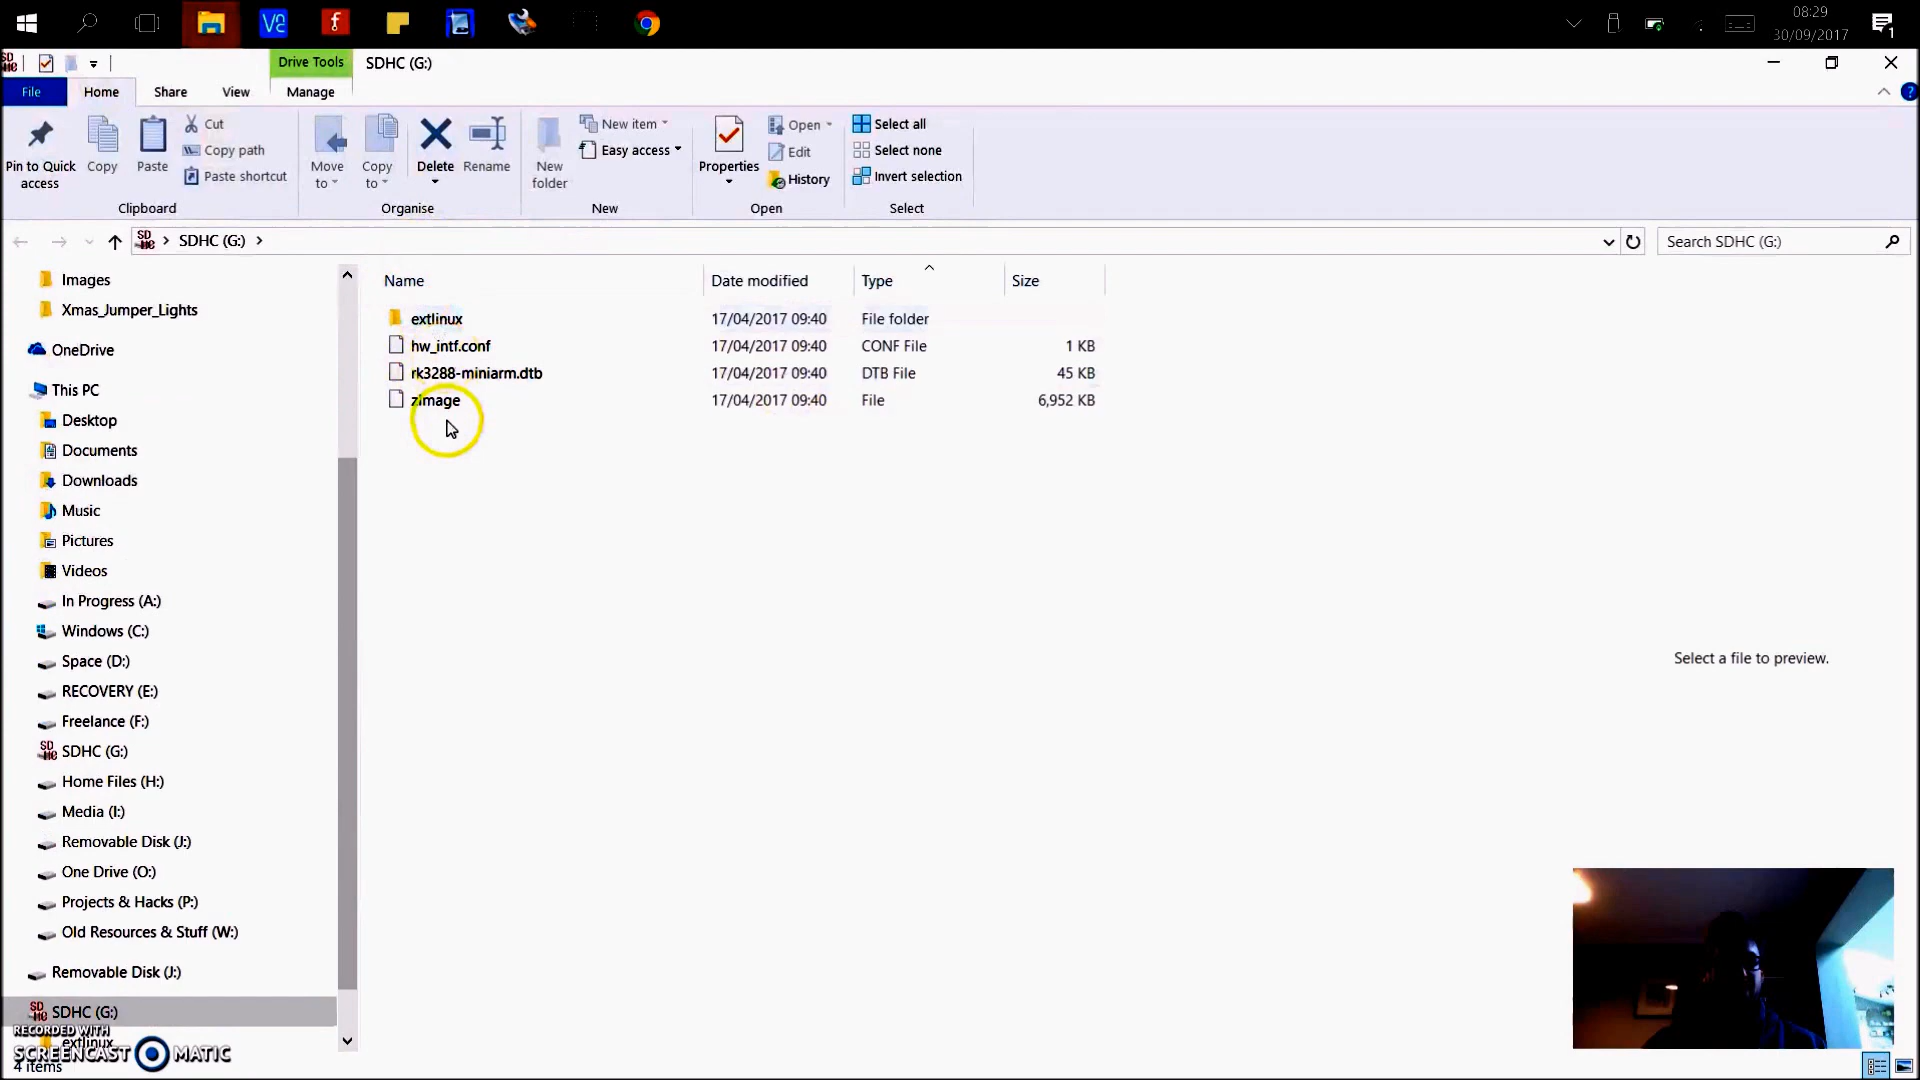 08:29
30/09/2017
Drive Tools
SDHC (G:)
File
Home
Share
View
Manage
Pin to Quick access
Copy
Paste
Cut
Copy path
Paste shortcut
Clipboard
Move to
Copy to
Delete
Rename
Organise
New folder
New item
Easy access
New
Properties
Open
Edit
History
Open
Select all
Select none
Invert selection
Select
SDHC (G:)
Search SDHC (G:)
Name Date modified Type Size
extlinux 17/04/2017 09:40 File folder
hw_intf.conf 17/04/2017 09:40 CONF File 1 KB
rk3288-miniarm.dtb 17/04/2017 09:40 DTB File 45 KB
zImage 17/04/2017 09:40 File 6,952 KB
Images
Xmas_Jumper_Lights
OneDrive
This PC
Desktop
Documents
Downloads
Music
Pictures
Videos
In Progress (A:)
Windows (C:)
Space (D:)
RECOVERY (E:)
Freelance (F:)
SDHC (G:)
Home Files (H:)
Media (I:)
Removable Disk (J:)
One Drive (O:)
Projects & Hacks (P:)
Old Resources & Stuff (W:)
Removable Disk (J:)
SDHC (G:)
extlinux
Select a file to preview.
RECORDED WITH
SCREENCAST MATIC
4 items